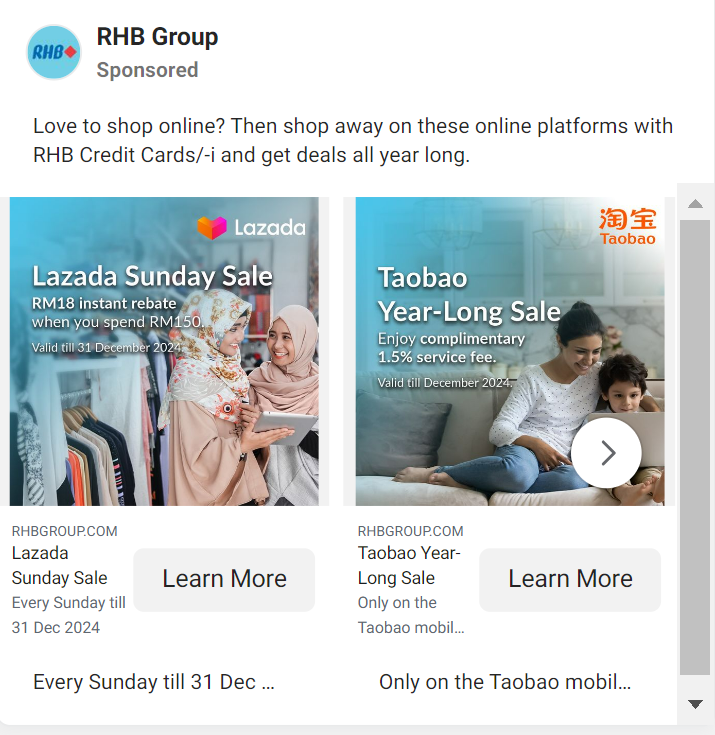 RHB
RHB Group
Sponsored
Love to shop online? Then shop away on these online platforms with
RHB Credit Cards/-i and get deals all year long.
Lazada
Lazada Sunday Sale
RM18 instant rebate
when you spend RM150.
Valid till 31 December 2024.
淘宝
Taobao
Taobao
Year-Long Sale
Enjoy complimentary
1.5% service fee.
Valid till December 2024.
RHBGROUP.COM
Lazada
Sunday Sale
Every Sunday till
31 Dec 2024
Learn More
RHBGROUP.COM
Taobao Year-
Long Sale
Only on the
Taobao mobil...
Learn More
Every Sunday till 31 Dec ...
Only on the Taobao mobil...